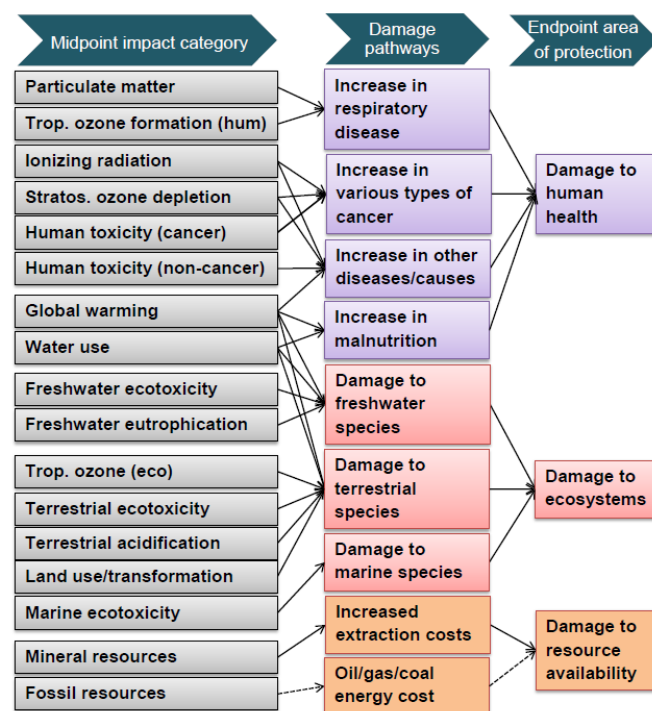 Midpoint impact category
Damage
pathways
Endpoint area
of protection
Particulate matter
Trop. ozone formation (hum)
Ionizing radiation
Stratos. ozone depletion
Human toxicity (cancer)
Human toxicity (non-cancer)
Global warming
Water use
Freshwater ecotoxicity
Freshwater eutrophication
Trop. ozone (eco)
Terrestrial ecotoxicity
Terrestrial acidification
Land use/transformation
Marine ecotoxicity
Mineral resources
Fossil resources
Increase in
respiratory
disease
Increase in
various types of
cancer
Increase in other
diseases/causes
Increase in
malnutrition
Damage to
freshwater
species
Damage to
terrestrial
species
Damage to
marine species
Increased
extraction costs
Oil/gas/coal
energy cost
Damage to
human
health
Damage to
ecosystems
Damage to
resource
availability